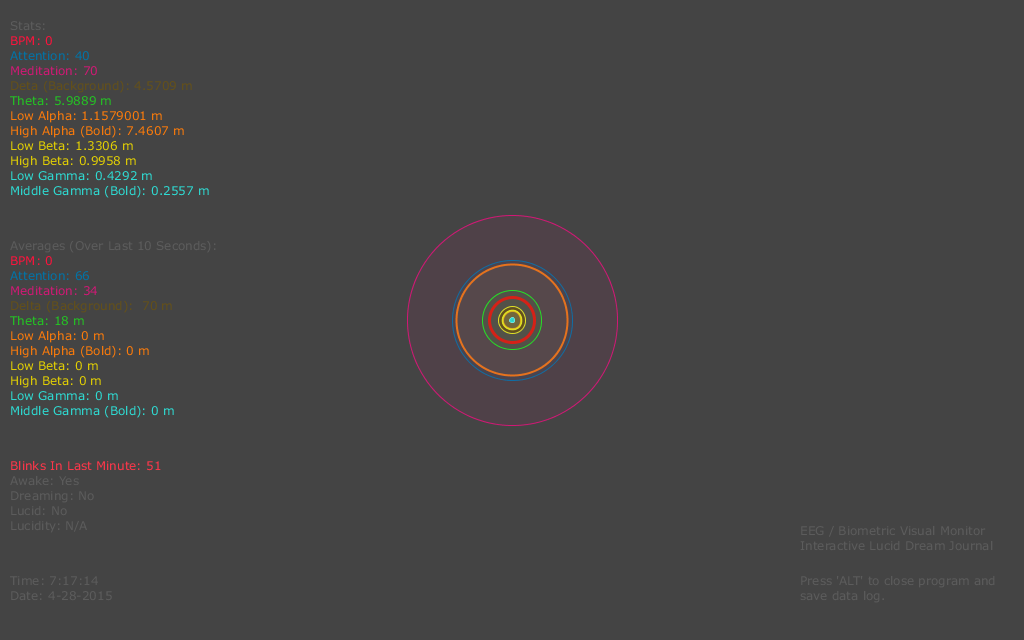 Stats:
BPM: 0
Attention: 40
Meditation: 70
Delta (Background): 4.5709 m
Theta: 5.9889 m
Low Alpha: 1.1579001 m
High Alpha (Bold): 7.4607 m
Low Beta: 1.3306 m
High Beta: 0.9958 m
Low Gamma: 0.4292 m
Middle Gamma (Bold): 0.2557 m
Averages (Over Last 10 Seconds):
BPM: 0
Attention: 66
Meditation: 34
Delta (Background):  70 m
Theta: 18 m
Low Alpha: 0 m
High Alpha (Bold): 0 m
Low Beta: 0 m
High Beta: 0 m
Low Gamma: 0 m
Middle Gamma (Bold): 0 m
Blinks In Last Minute: 51
Awake: Yes
Dreaming: No
Lucid: No
Lucidity: N/A
Time: 7:17:14
Date: 4-28-2015
EEG / Biometric Visual Monitor
Interactive Lucid Dream Journal
Press 'ALT' to close program and
save data log.